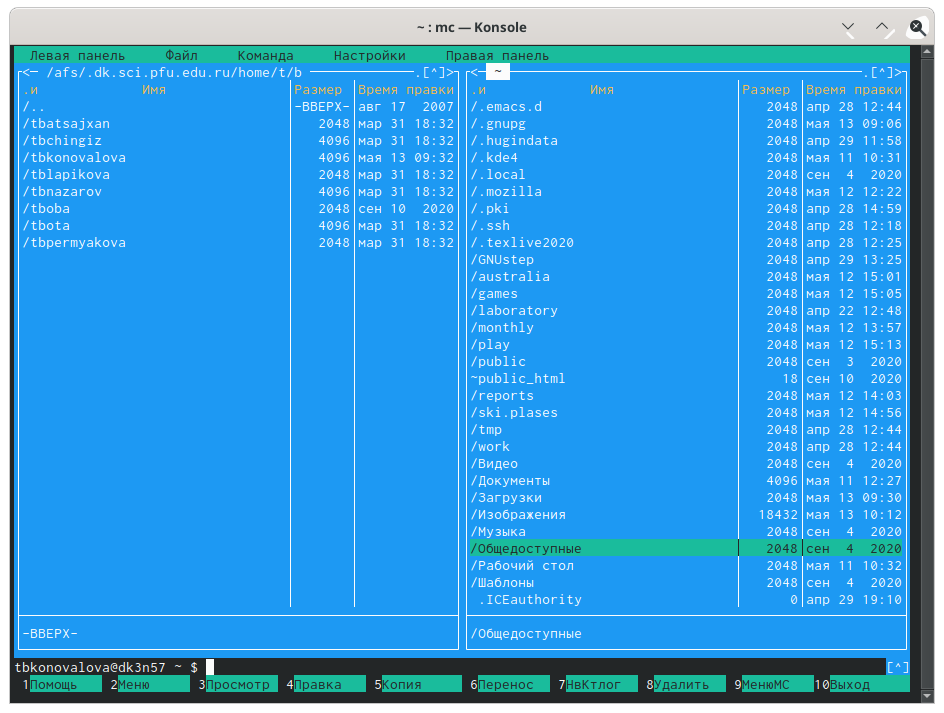 ~ : mc — Konsole
Левая панель Файл Команда Настройки Правая панель
<─ /afs/.dk.sci.pfu.edu.ru/home/t/b .[^]>
.и Имя Размер Время правки
/.. -ВВЕРХ- авг 17 2007
/tbatsajxan 2048 мар 31 18:32
/tbchingiz 4096 мар 31 18:32
/tbkonovalova 4096 мая 13 09:32
/tblapikova 2048 мар 31 18:32
/tbnazarov 4096 мар 31 18:32
/tboba 2048 сен 10 2020
/tbota 4096 мар 31 18:32
/tbpermyakova 2048 мар 31 18:32
-ВВЕРХ-
<─ ~ .[^]>
.и Имя Размер Время правки
/.emacs.d 2048 апр 28 12:44
/.gnupg 2048 мая 13 09:06
/.hugindata 2048 апр 29 11:58
/.kde4 2048 мая 11 10:31
/.local 2048 сен 4 2020
/.mozilla 2048 мая 12 12:22
/.pki 2048 апр 28 14:59
/.ssh 2048 апр 28 12:18
/.texlive2020 2048 апр 28 12:25
/GNUstep 2048 апр 29 13:25
/australia 2048 мая 12 15:01
/games 2048 мая 12 15:05
/laboratory 2048 апр 22 12:48
/monthly 2048 мая 12 13:57
/play 2048 мая 12 15:13
/public 2048 сен 3 2020
~public_html 18 сен 10 2020
/reports 2048 мая 12 14:03
/ski.plases 2048 мая 12 14:56
/tmp 2048 апр 28 12:44
/work 2048 апр 28 12:44
/Видео 2048 сен 4 2020
/Документы 4096 мая 11 12:27
/Загрузки 2048 мая 13 09:30
/Изображения 18432 мая 13 10:12
/Музыка 2048 сен 4 2020
/Общедоступные 2048 сен 4 2020
/Рабочий стол 2048 мая 11 10:32
/Шаблоны 2048 сен 4 2020
.ICEauthority 0 апр 29 19:10
/Общедоступные
tbkonovalova@dk3n57 ~ $ [^]
1Помощь 2Меню 3Просмотр 4Правка 5Копия 6Перенос 7НвКтлог 8Удалить 9МенюМС 10Выход